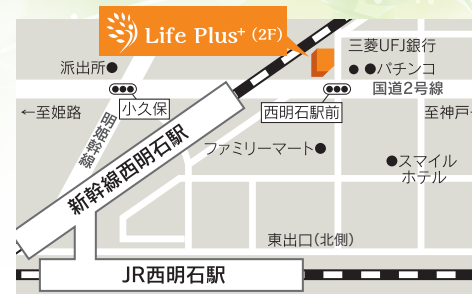 Life Plus+ (2F)
三菱UFJ銀行
派出所
パチンコ
国道2号線
←至姫路
小久保
西明石駅前
至神戸
明姫幹線
新幹線西明石駅
ファミリーマート
スマイル
ホテル
東出口(北側)
JR西明石駅